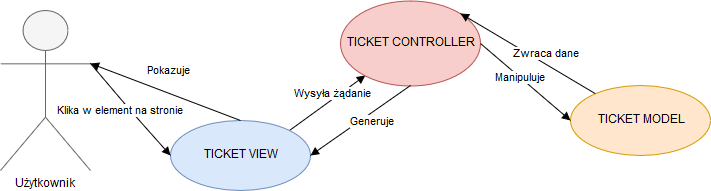 TICKET CONTROLLER
Zwraca dane
Pokazuje
Manipuluje
Wysyła żądanie
Klika w element na stronie
Generuje
TICKET MODEL
TICKET VIEW
Użytkownik